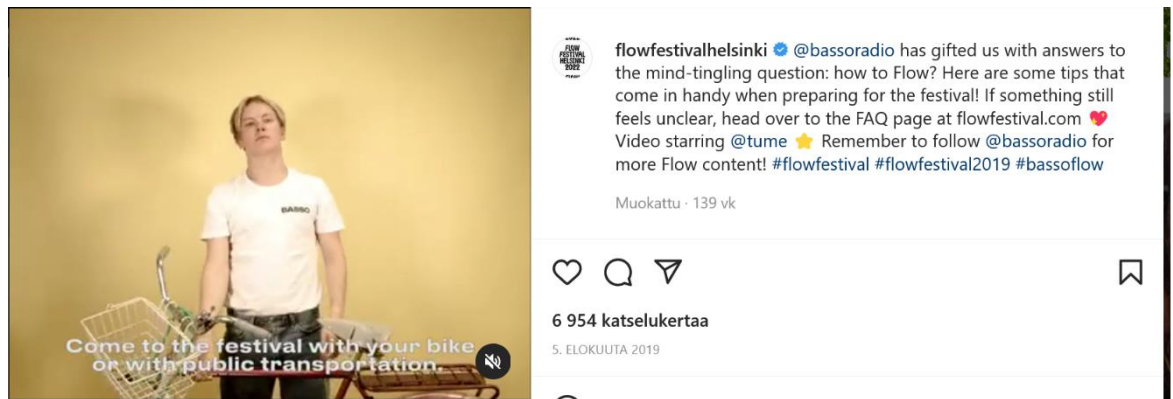 BASSO
Come to the festival with your bike
or with public transportation.
FLOW
FESTIVAL
HELSINKI
2022
flowfestivalhelsinki @bassoradio has gifted us with answers to
the mind-tingling question: how to Flow? Here are some tips that
come in handy when preparing for the festival! If something still
feels unclear, head over to the FAQ page at flowfestival.com 💖
Video starring @tume ⭐ Remember to follow @bassoradio for
more Flow content! #flowfestival #flowfestival2019 #bassoflow
Muokattu · 139 vk
6 954 katselukertaa
5. ELOKUUTA 2019